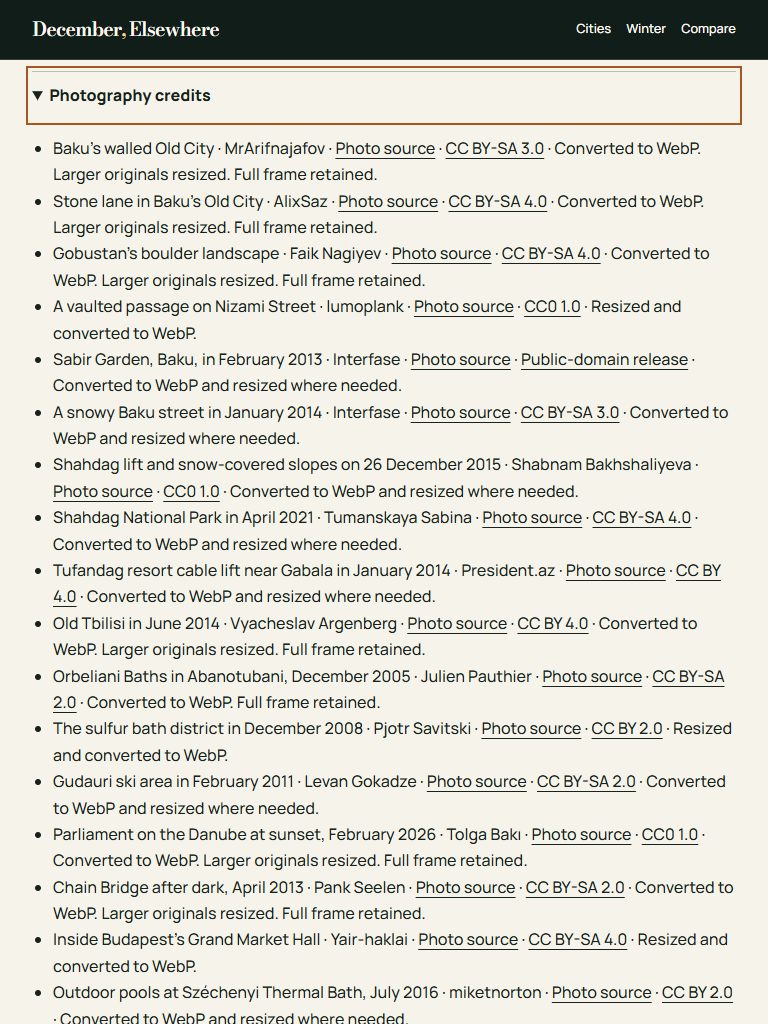 December, Elsewhere
Cities Winter Compare
▼ Photography credits
• Baku’s walled Old City · MrArifnajafov · Photo source · CC BY-SA 3.0 · Converted to WebP.
Larger originals resized. Full frame retained.
• Stone lane in Baku’s Old City · AlixSaz · Photo source · CC BY-SA 4.0 · Converted to WebP.
Larger originals resized. Full frame retained.
• Gobustan’s boulder landscape · Faik Nagiyev · Photo source · CC BY-SA 4.0 · Converted to
WebP. Larger originals resized. Full frame retained.
• A vaulted passage on Nizami Street · lumoplank · Photo source · CC0 1.0 · Resized and
converted to WebP.
• Sabir Garden, Baku, in February 2013 · Interfase · Photo source · Public-domain release ·
Converted to WebP and resized where needed.
• A snowy Baku street in January 2014 · Interfase · Photo source · CC BY-SA 3.0 · Converted to
WebP and resized where needed.
• Shahdag lift and snow-covered slopes on 26 December 2015 · Shabnam Bakhshaliyeva ·
Photo source · CC0 1.0 · Converted to WebP and resized where needed.
• Shahdag National Park in April 2021 · Tumanskaya Sabina · Photo source · CC BY-SA 4.0 ·
Converted to WebP and resized where needed.
• Tufandag resort cable lift near Gabala in January 2014 · President.az · Photo source · CC BY
4.0 · Converted to WebP and resized where needed.
• Old Tbilisi in June 2014 · Vyacheslav Argenberg · Photo source · CC BY 4.0 · Converted to
WebP. Larger originals resized. Full frame retained.
• Orbeliani Baths in Abanotubani, December 2005 · Julien Pauthier · Photo source · CC BY-SA
2.0 · Converted to WebP. Full frame retained.
• The sulfur bath district in December 2008 · Pjotr Savitski · Photo source · CC BY 2.0 · Resized
and converted to WebP.
• Gudauri ski area in February 2011 · Levan Gokadze · Photo source · CC BY-SA 2.0 · Converted
to WebP and resized where needed.
• Parliament on the Danube at sunset, February 2026 · Tolga Bakı · Photo source · CC0 1.0 ·
Converted to WebP. Larger originals resized. Full frame retained.
• Chain Bridge after dark, April 2013 · Pank Seelen · Photo source · CC BY-SA 2.0 · Converted to
WebP. Larger originals resized. Full frame retained.
• Inside Budapest’s Grand Market Hall · Yair-haklai · Photo source · CC BY-SA 4.0 · Resized and
converted to WebP.
• Outdoor pools at Széchenyi Thermal Bath, July 2016 · miketnorton · Photo source · CC BY 2.0
· Converted to WebP and resized where needed.